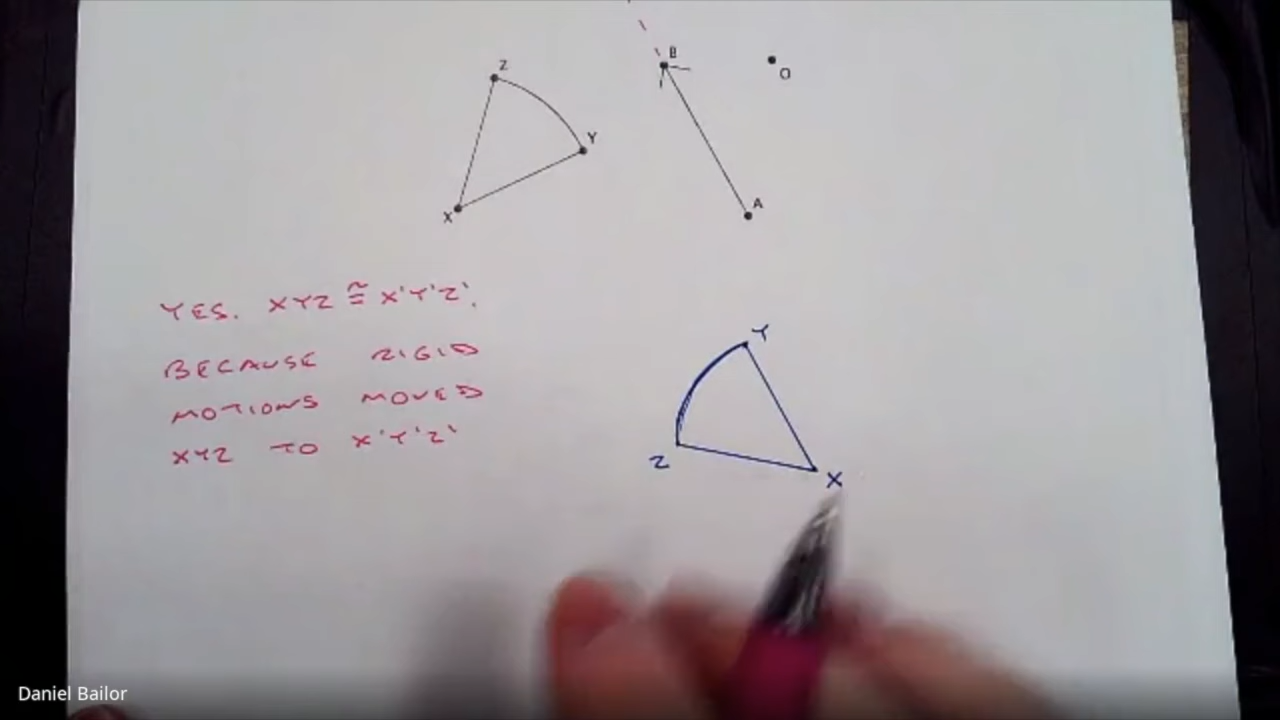 Z
Y
X
B
O
A
YES. XYZ ≅ X'Y'Z'.
BECAUSE RIGID
MOTIONS MOVED
XYZ TO X'Y'Z'
Y
Z
X
Daniel Bailor